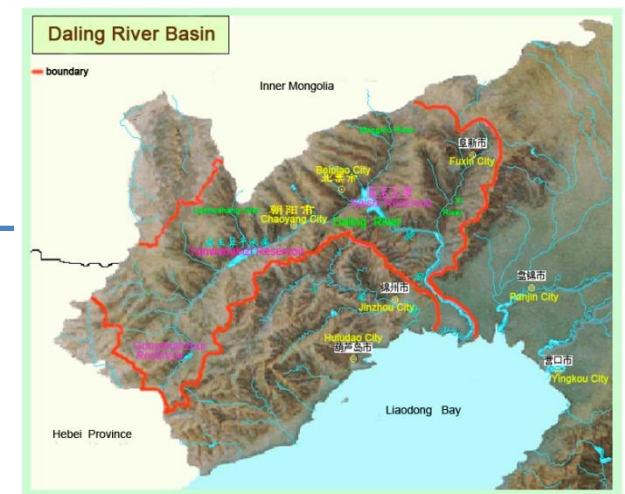 Daling River Basin
boundary
Inner Mongolia
阜新市
Fuxin City
Beipiao City
北票市
朝阳市
Chaoyang City
Daling River
River
盘锦市
Panjin City
锦州市
Jinzhou City
Huludao City
葫芦岛市
营口市
Yingkou City
Liaodong Bay
Hebei Province